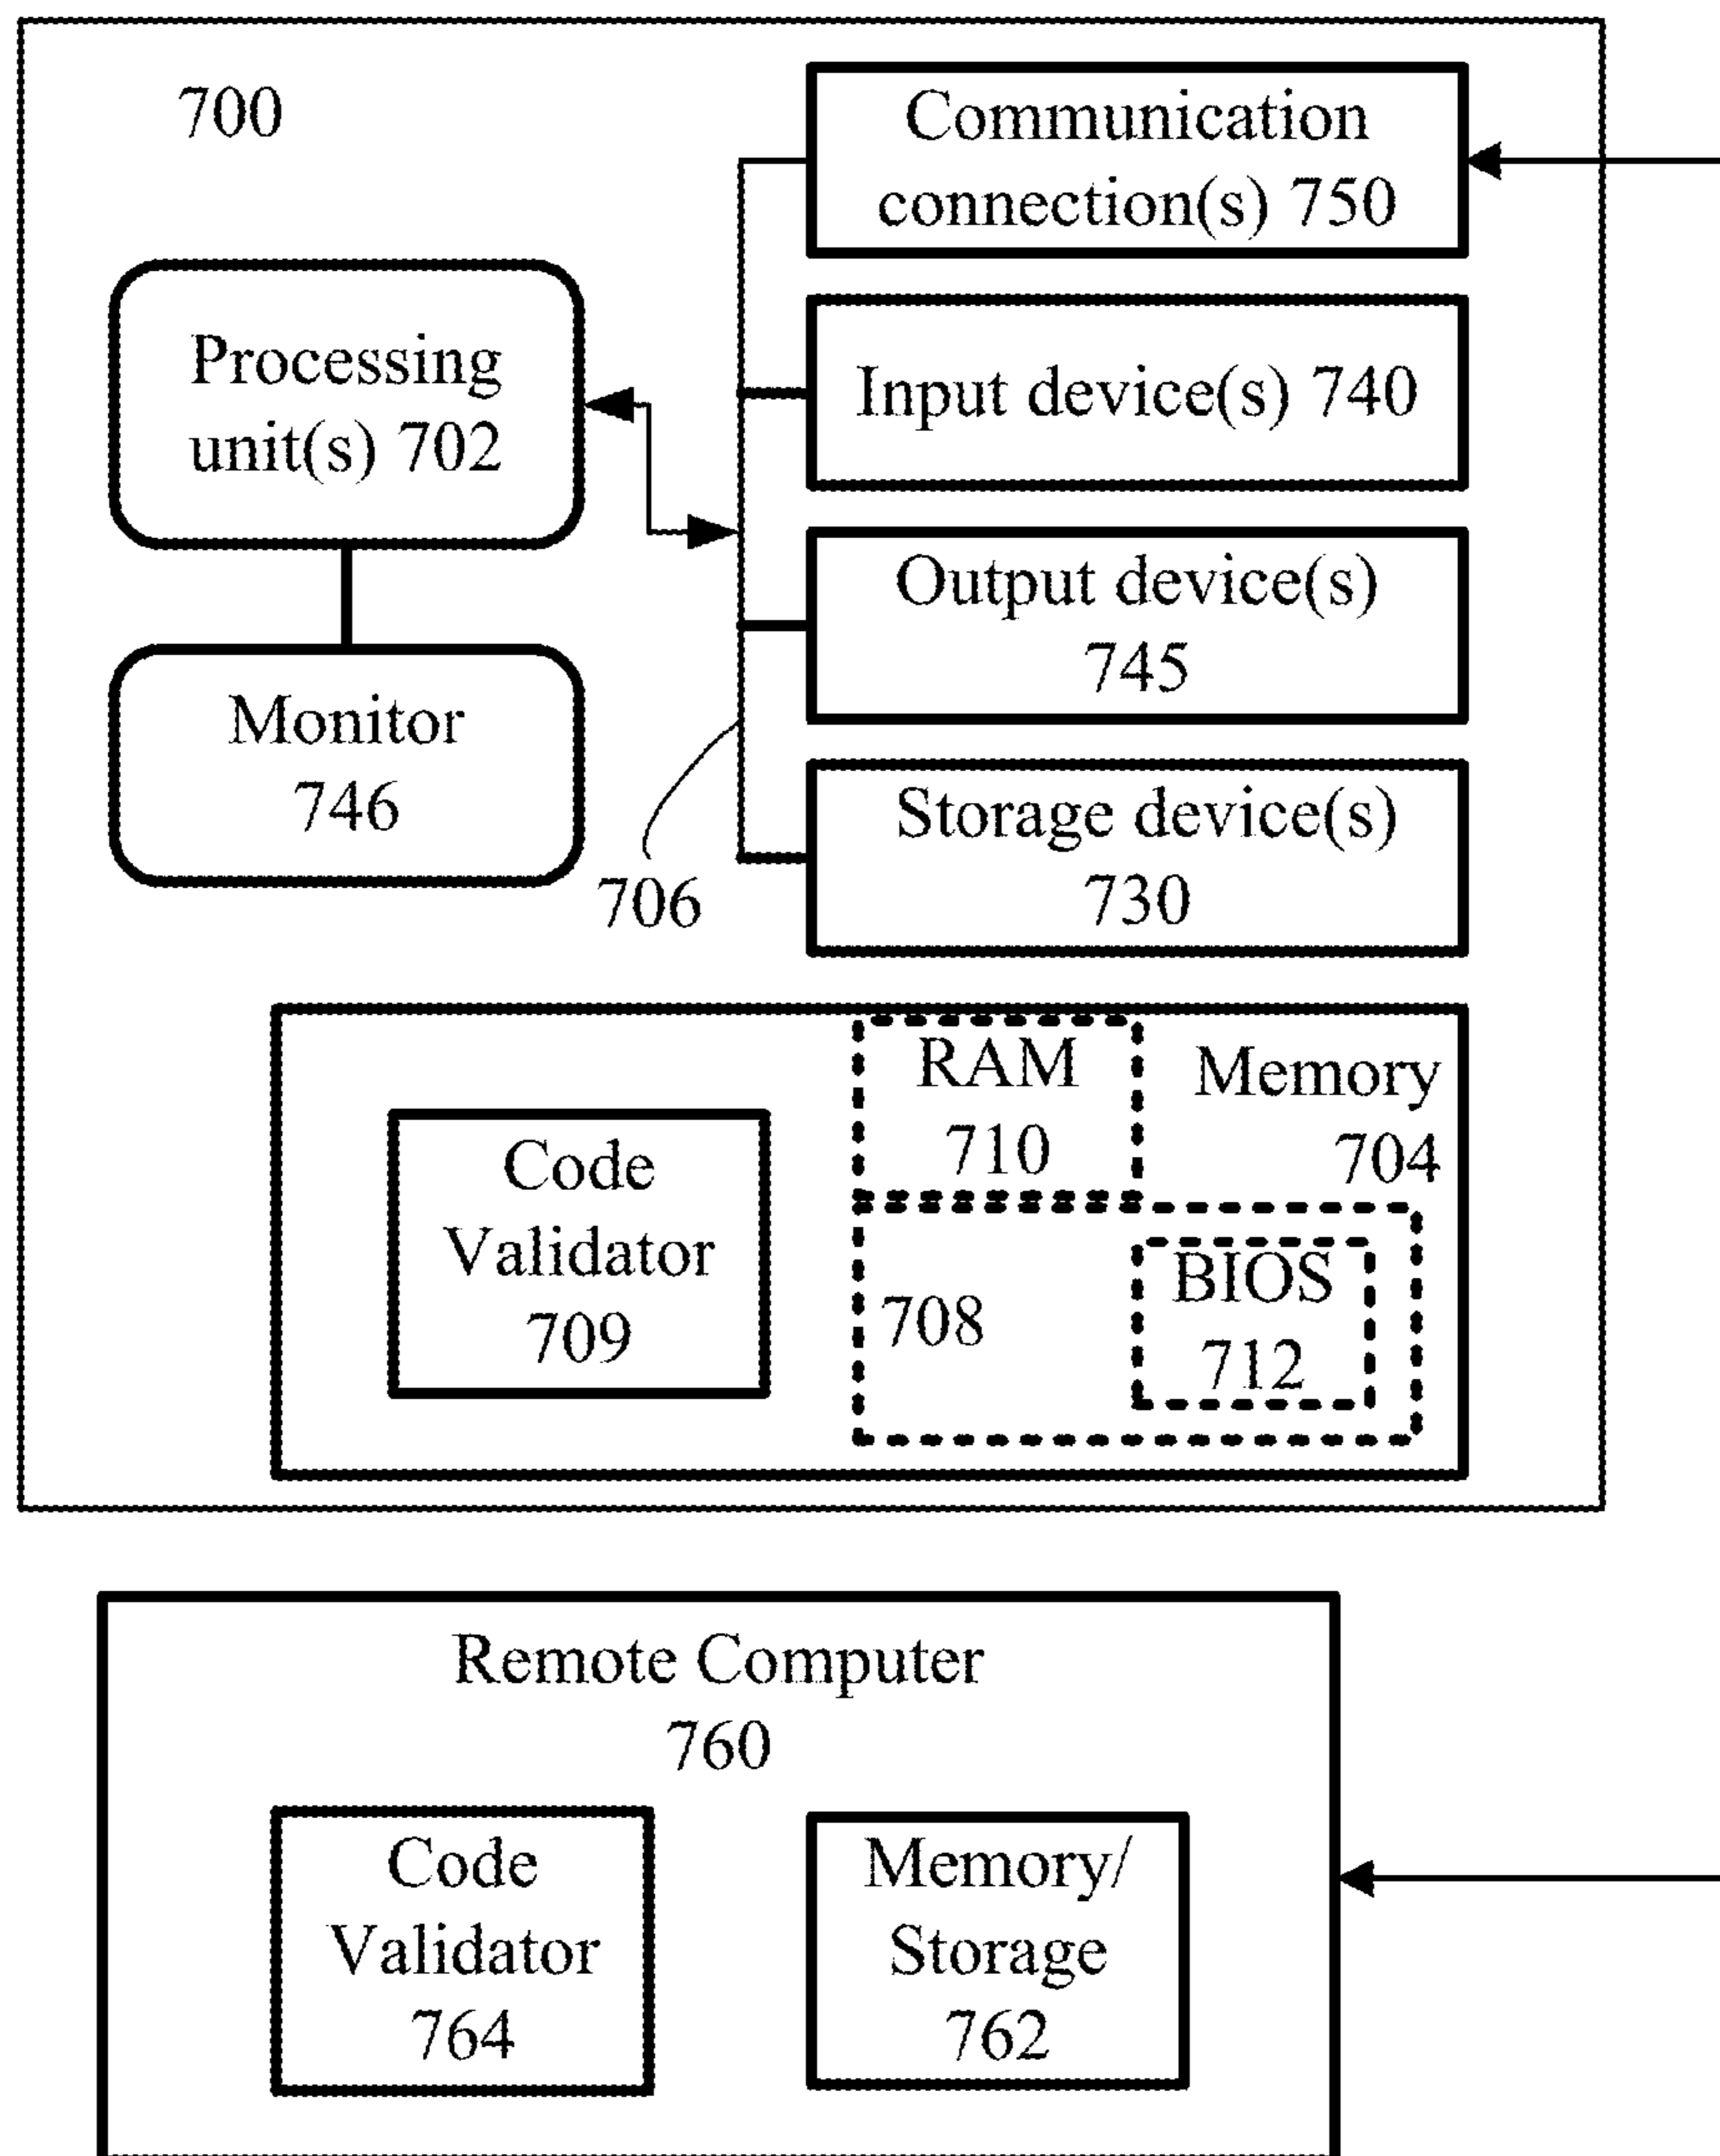 700
Communication
connection(s) 750
Processing
unit(s) 702
Input device(s) 740
Output device(s)
745
Monitor
746
Storage device(s)
730
706
RAM
710
Memory
704
Code
Validator
709
708
BIOS
712
Remote Computer
760
Code
Validator
764
Memory/
Storage
762